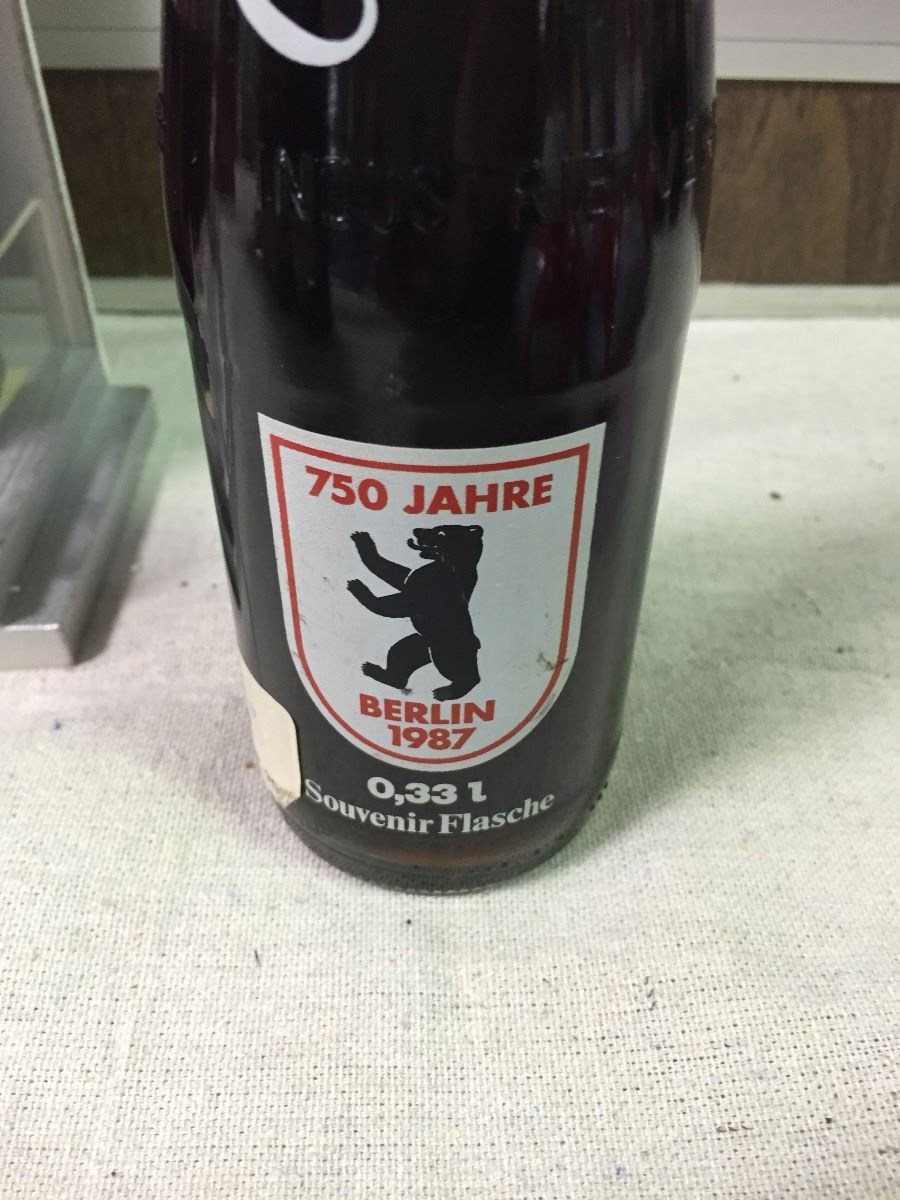 750 JAHRE
BERLIN
1987
0,33 l
Souvenir Flasche